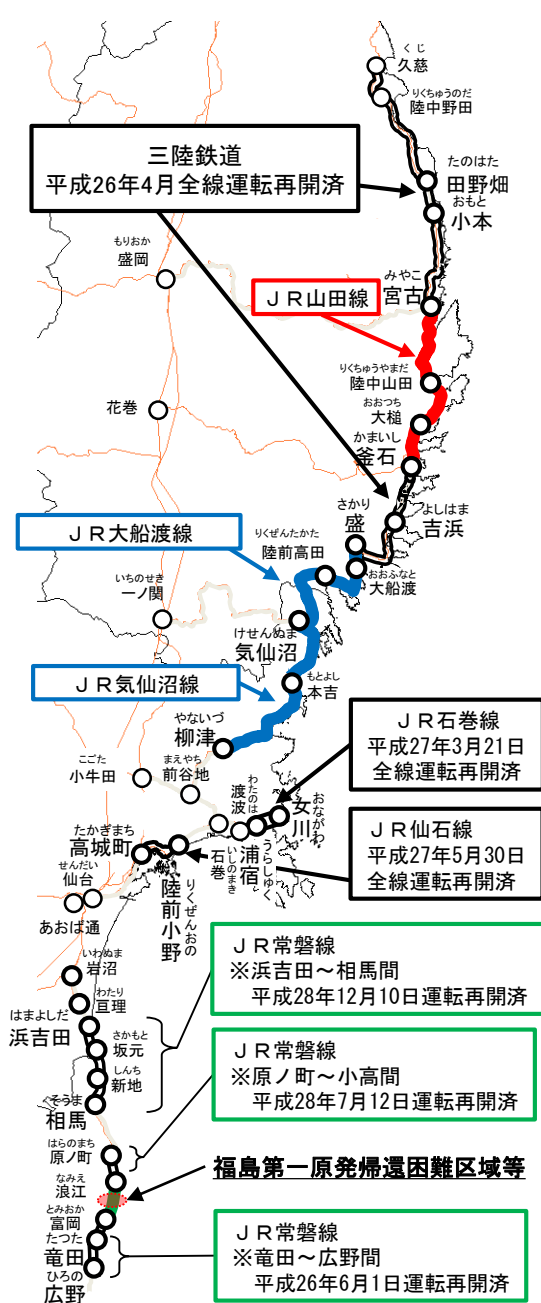 くじ
久慈
りくちゅうのだ
陸中野田
三陸鉄道
平成26年4月全線運転再開済
たのはた
田野畑
おもと
小本
もりおか
盛岡
みやこ
宮古
ＪＲ山田線
りくちゅうやまだ
陸中山田
花巻
おおつち
大槌
かまいし
釜石
さかり
盛
よしはま
吉浜
ＪＲ大船渡線
りくぜんたかた
陸前高田
おおふなと
大船渡
いちのせき
一ノ関
けせんぬま
気仙沼
ＪＲ気仙沼線
もとよし
本吉
やないづ
柳津
こごた
小牛田
まえやち
前谷地
ＪＲ石巻線
平成27年3月21日
全線運転再開済
わたのは
渡波
おながわ
女川
たかぎまち
高城町
いしのまき
石巻
うらしゅく
浦宿
ＪＲ仙石線
平成27年5月30日
全線運転再開済
せんだい
仙台
りくぜんおの
陸前小野
あおば通
いわぬま
岩沼
わたり
亘理
はまよしだ
浜吉田
さかもと
坂元
しんち
新地
そうま
相馬
ＪＲ常磐線
※浜吉田～相馬間
平成28年12月10日運転再開済
ＪＲ常磐線
※原ノ町～小高間
平成28年7月12日運転再開済
はらのまち
原ノ町
なみえ
浪江
福島第一原発帰還困難区域等
とみおか
富岡
たつた
竜田
ひろの
広野
ＪＲ常磐線
※竜田～広野間
平成26年6月1日運転再開済